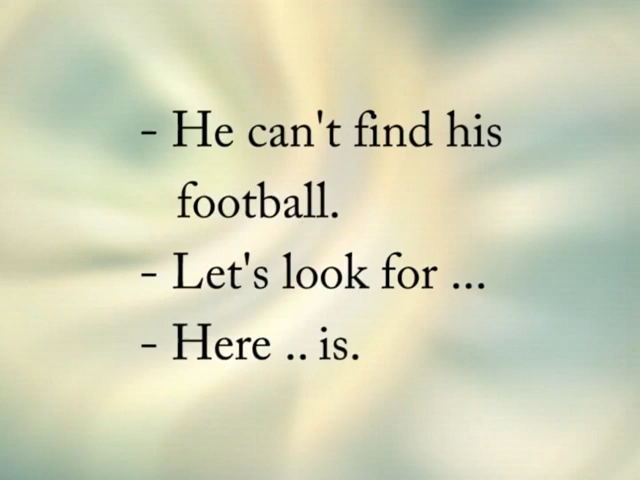 - He can't find his
football.
- Let's look for ...
- Here .. is.